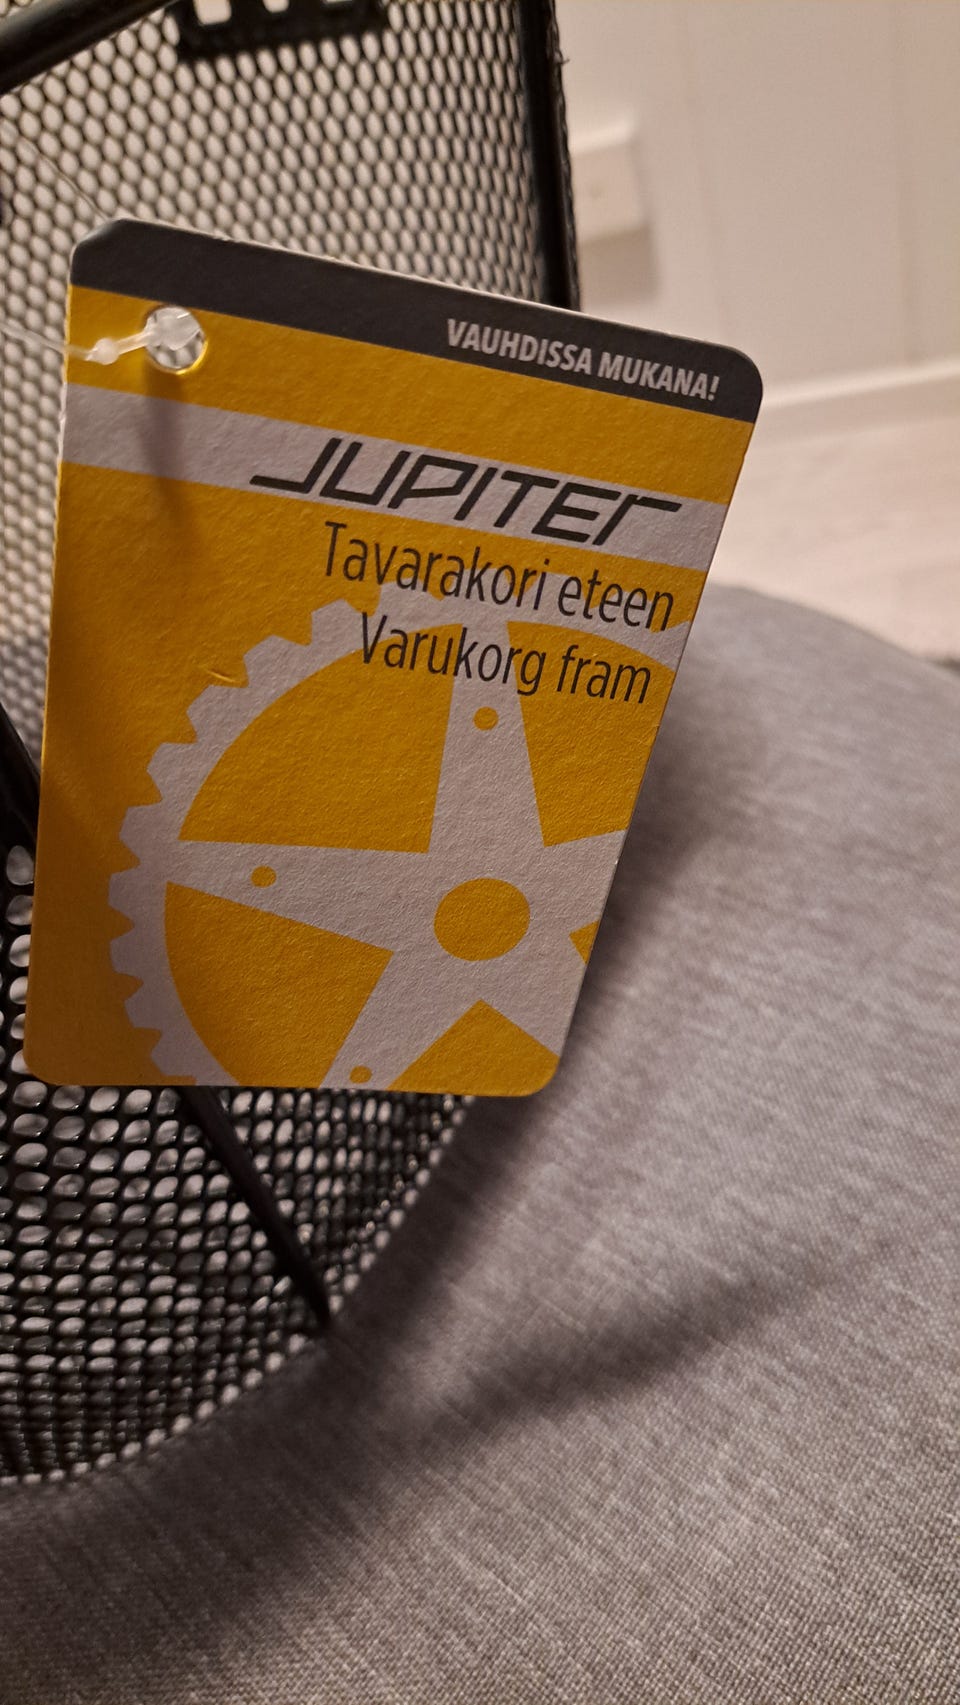 VAUHDISSA MUKANA!
JUPITER
Tavarakori eteen
Varukorg fram